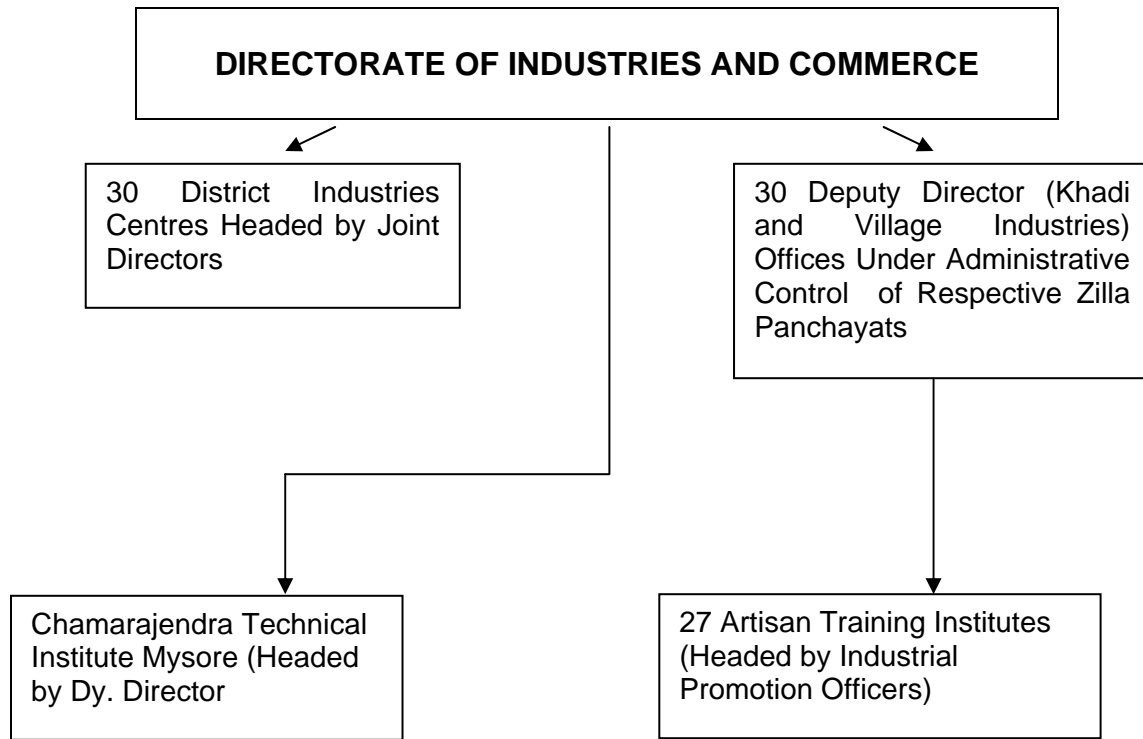 DIRECTORATE OF INDUSTRIES AND COMMERCE
30 District Industries
Centres Headed by Joint
Directors
30 Deputy Director (Khadi
and Village Industries)
Offices Under Administrative
Control of Respective Zilla
Panchayats
Chamarajendra Technical
Institute Mysore (Headed
by Dy. Director
27 Artisan Training Institutes
(Headed by Industrial
Promotion Officers)